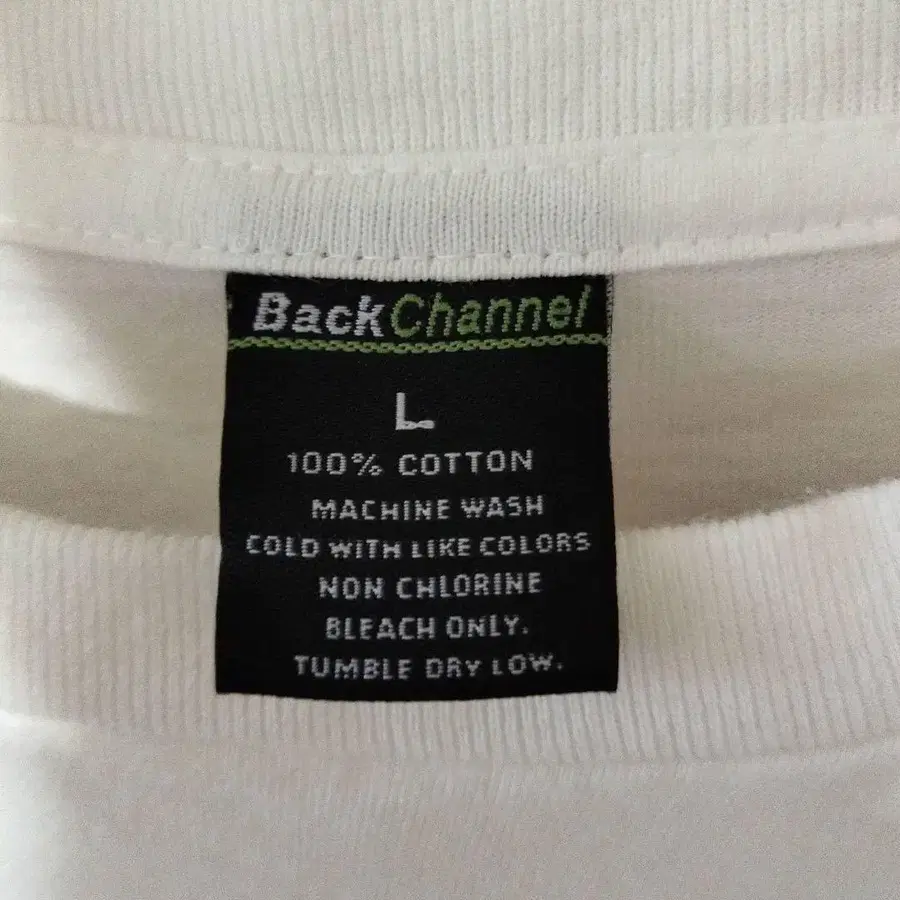 BackChannel
L
100% COTTON
MACHINE WASH
COLD WITH LIKE COLORS
NON CHLORINE
BLEACH ONLY.
TUMBLE DRY LOW.